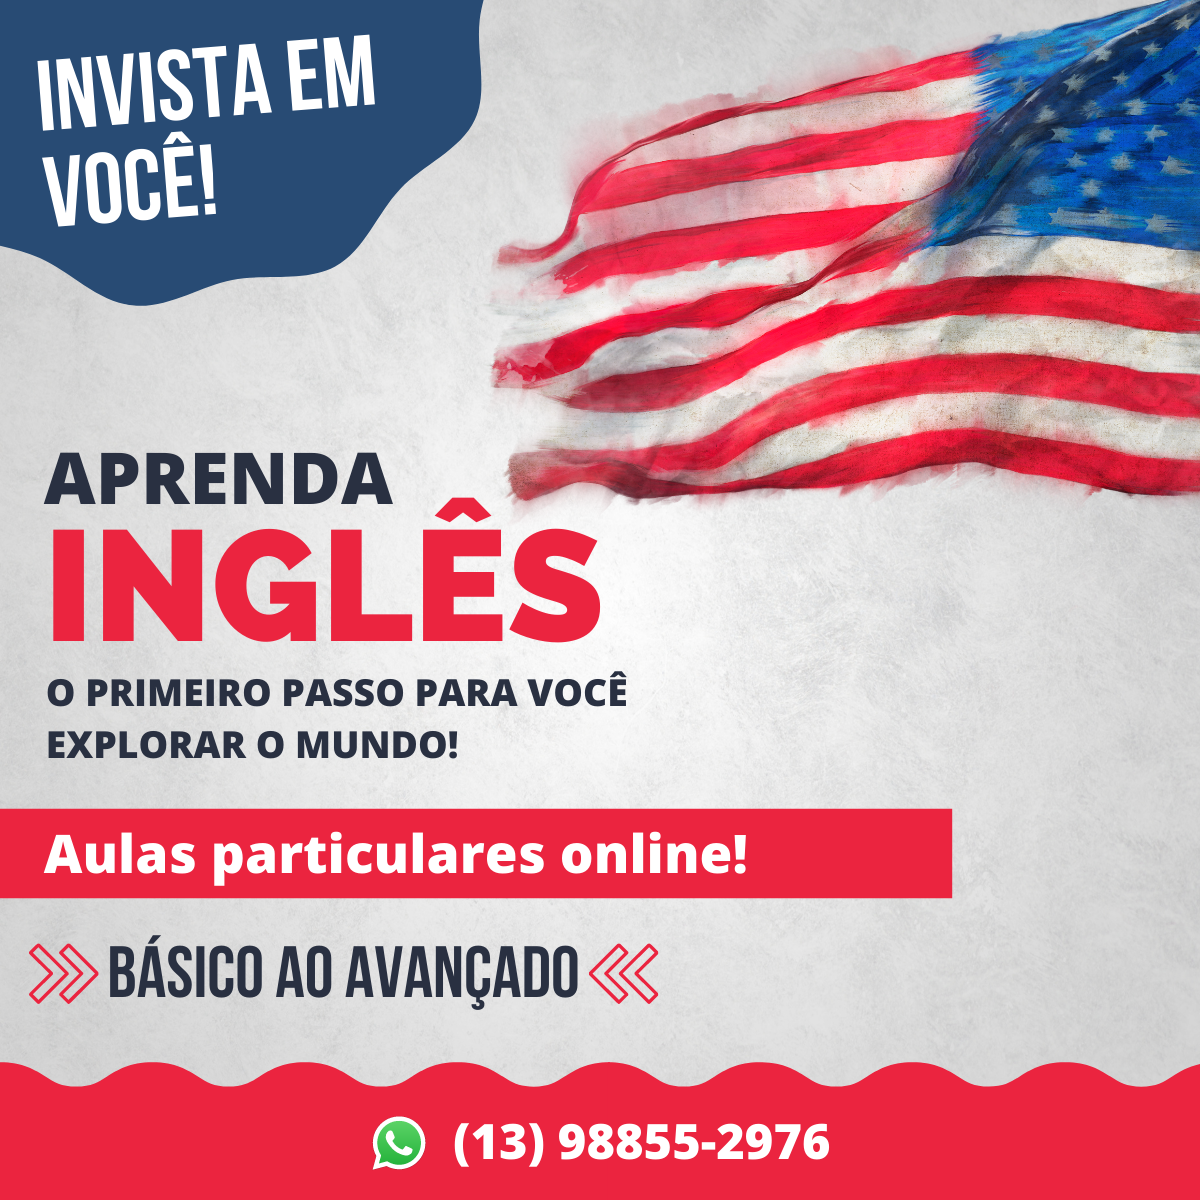 INVISTA EM
VOCÊ!
APRENDA
INGLÊS
O PRIMEIRO PASSO PARA VOCÊ
EXPLORAR O MUNDO!
Aulas particulares online!
BÁSICO AO AVANÇADO
(13) 98855-2976